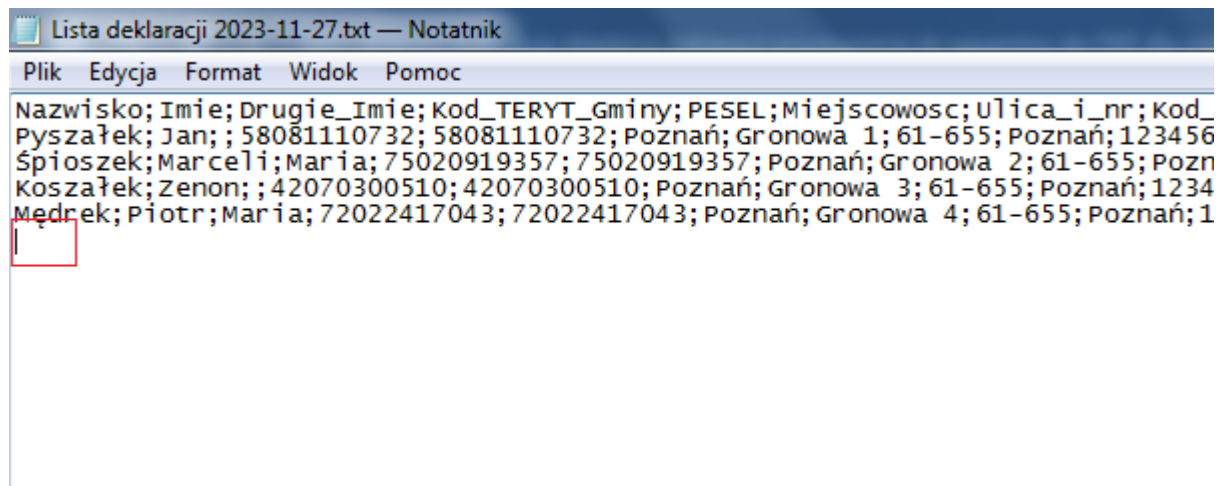 Lista deklaracji 2023-11-27.txt — Notatnik
Plik Edycja Format Widok Pomoc
Nazwisko;Imie;Drugie_Imie;Kod_TERYT_Gminy;PESEL;Miejscowosc;Ulica_i_nr;Kod_
Pyszałek;Jan;;58081110732;58081110732;Poznań;Gronowa 1;61-655;Poznań;123456
Śpioszek;Marceli;Maria;75020919357;75020919357;Poznań;Gronowa 2;61-655;Pozn
Koszałek;Zenon;;42070300510;42070300510;Poznań;Gronowa 3;61-655;Poznań;1234
Mędrek;Piotr;Maria;72022417043;72022417043;Poznań;Gronowa 4;61-655;Poznań;1